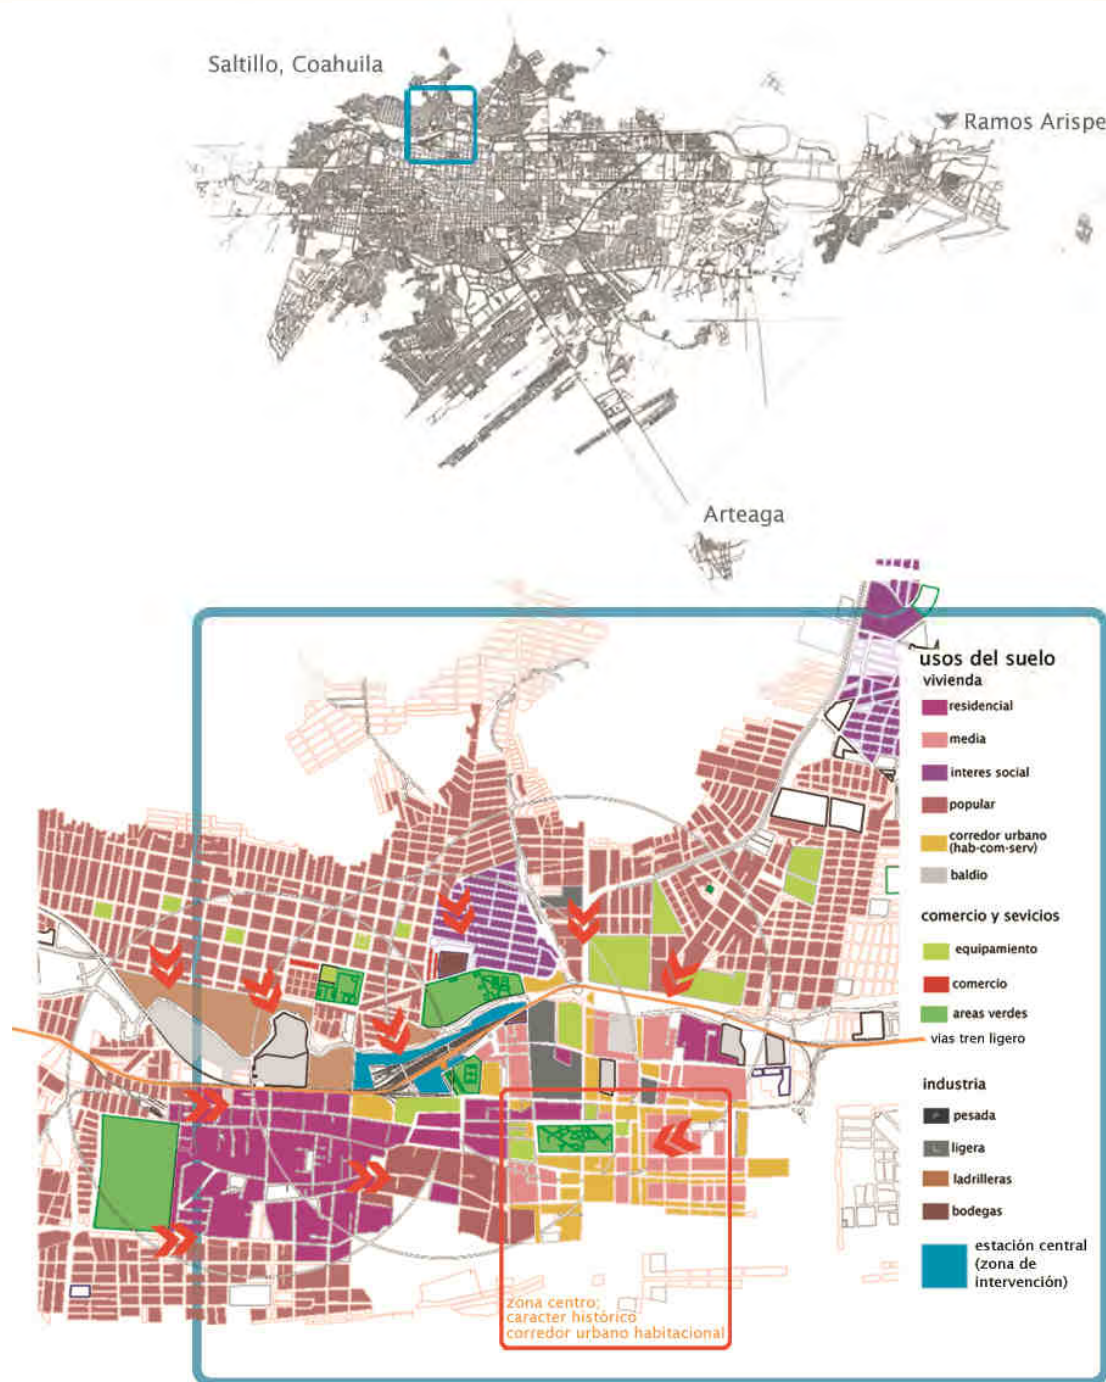 Saltillo, Coahuila
Ramos Arispe
Arteaga
usos del suelo
vivienda
residencial
media
interes social
popular
corredor urbano
(hab-com-serv)
baldio
comercio y sevicios
equipamiento
comercio
areas verdes
vias tren ligero
industria
pesada
ligera
ladrilleras
bodegas
estación central
(zona de
intervención)
zona centro;
caracter histórico
corredor urbano habitacional